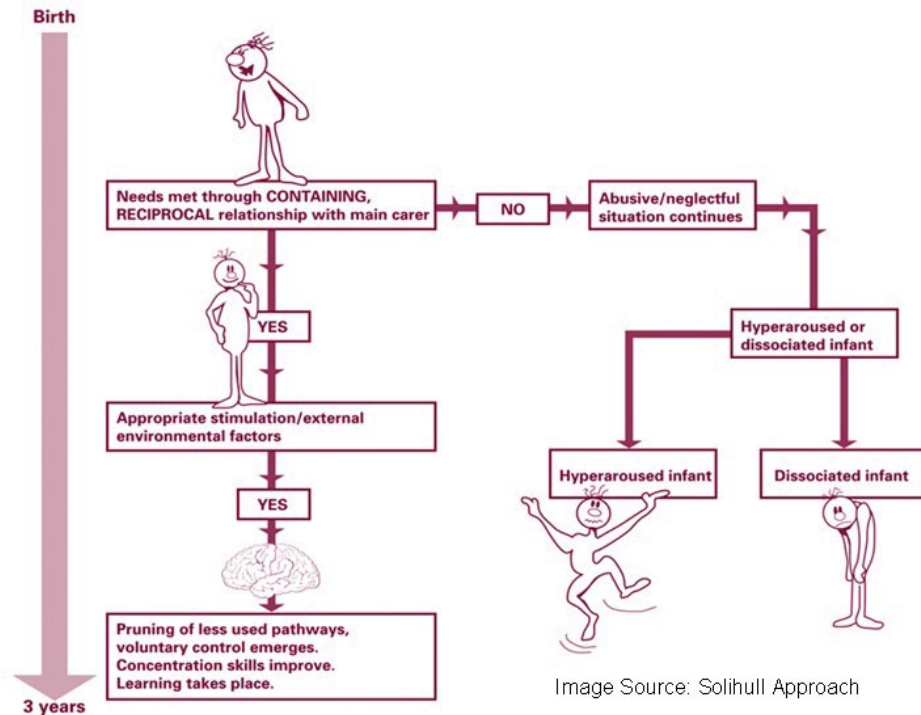 Birth
Needs met through CONTAINING,
RECIPROCAL relationship with main carer
NO
Abusive/neglectful
situation continues
YES
Hyperaroused or
dissociated infant
Appropriate stimulation/external
environmental factors
Hyperaroused infant
Dissociated infant
YES
Pruning of less used pathways,
voluntary control emerges.
Concentration skills improve.
Learning takes place.
Image Source: Solihull Approach
3 years